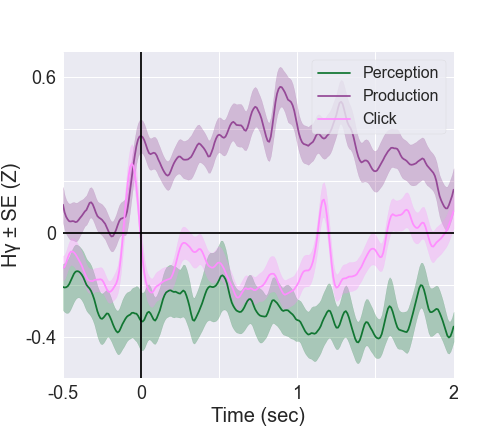 Perception
Production
Click
0.6
0
-0.4
Hγ ± SE (Z)
-0.5
0
1
2
Time (sec)